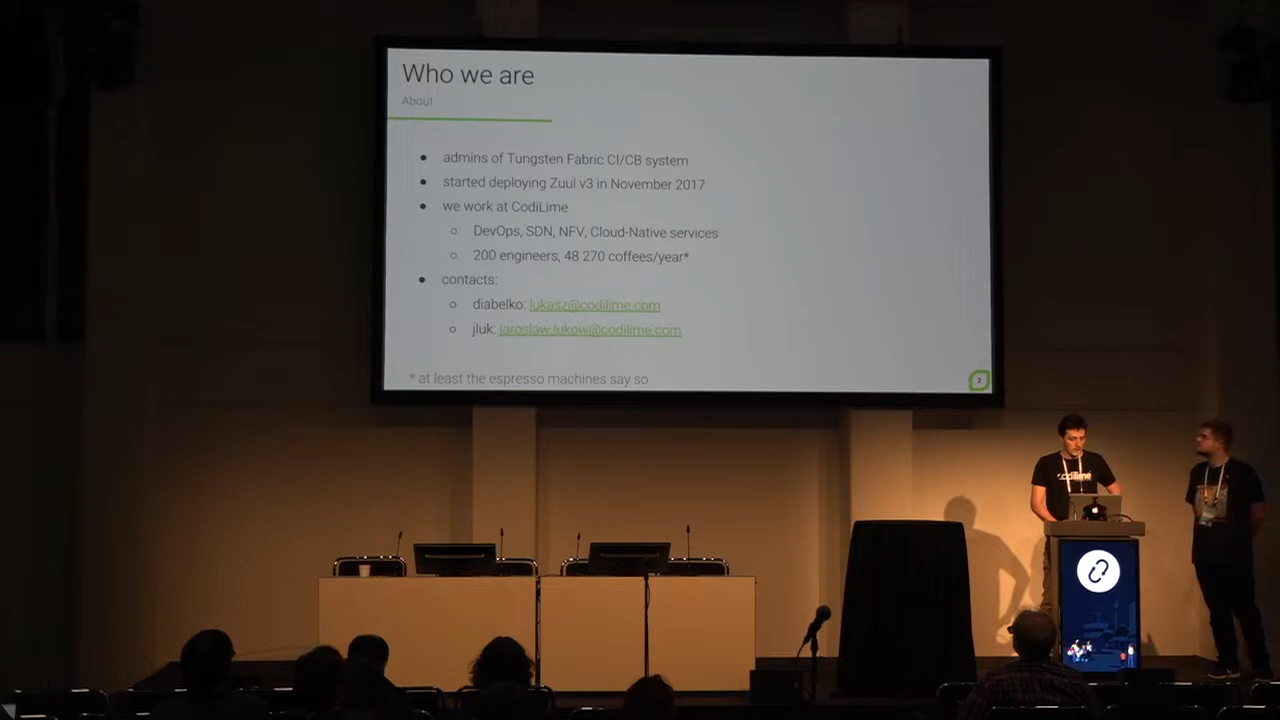 Who we are
About
● admins of Tungsten Fabric CI/CB system
● started deploying Zuul v3 in November 2017
● we work at CodiLime
○ DevOps, SDN, NFV, Cloud-Native services
○ 200 engineers, 48 270 coffees/year*
● contacts:
○ diabelko: lukasz@codilime.com
○ jluk: jaroslaw.lukow@codilime.com
* at least the espresso machines say so
2
codilime